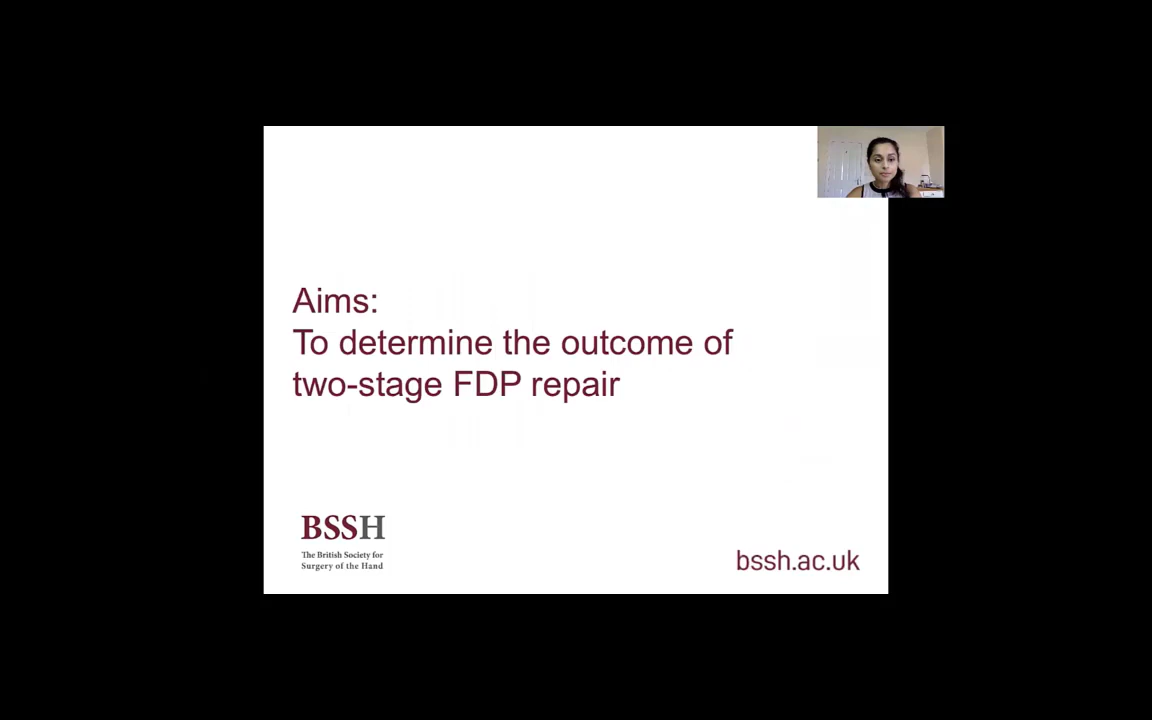 Aims:
To determine the outcome of
two-stage FDP repair
BSSH
The British Society for
Surgery of the Hand
bssh.ac.uk